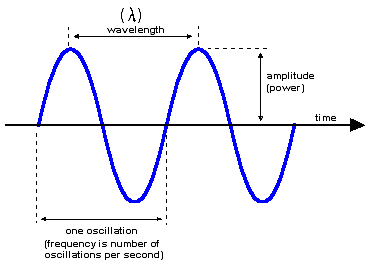 (λ)
wavelength
amplitude
(power)
time
one oscillation
(frequency is number of
oscillations per second)